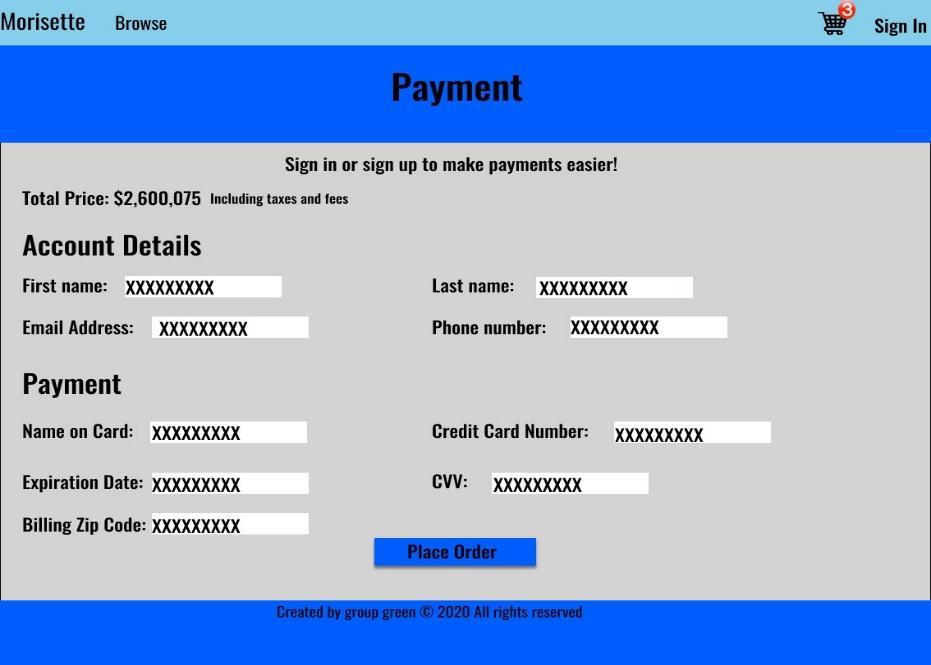 Morisette Browse 3 Sign In
Payment
Sign in or sign up to make payments easier!
Total Price: $2,600,075 Including taxes and fees
Account Details
First name: XXXXXXXXX Last name: XXXXXXXXX
Email Address: XXXXXXXXX Phone number: XXXXXXXXX
Payment
Name on Card: XXXXXXXXX Credit Card Number: XXXXXXXXX
Expiration Date: XXXXXXXXX CVV: XXXXXXXXX
Billing Zip Code: XXXXXXXXX
Place Order
Created by group green © 2020 All rights reserved